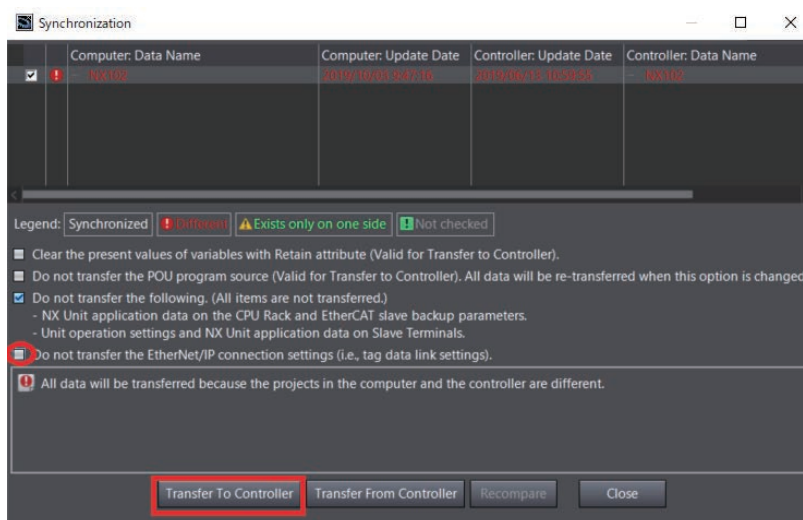 Synchronization
Computer: Data Name Computer: Update Date Controller: Update Date Controller: Data Name
NX102 NX102
Legend: Synchronized Different Exists only on one side Not checked
Clear the present values of variables with Retain attribute (Valid for Transfer to Controller).
Do not transfer the POU program source (Valid for Transfer to Controller). All data will be re-transferred when this option is changed
Do not transfer the following. (All items are not transferred.)
- NX Unit application data on the CPU Rack and EtherCAT slave backup parameters.
- Unit operation settings and NX Unit application data on Slave Terminals.
Do not transfer the EtherNet/IP connection settings (i.e., tag data link settings).
All data will be transferred because the projects in the computer and the controller are different.
Transfer To Controller Transfer From Controller Recompare Close